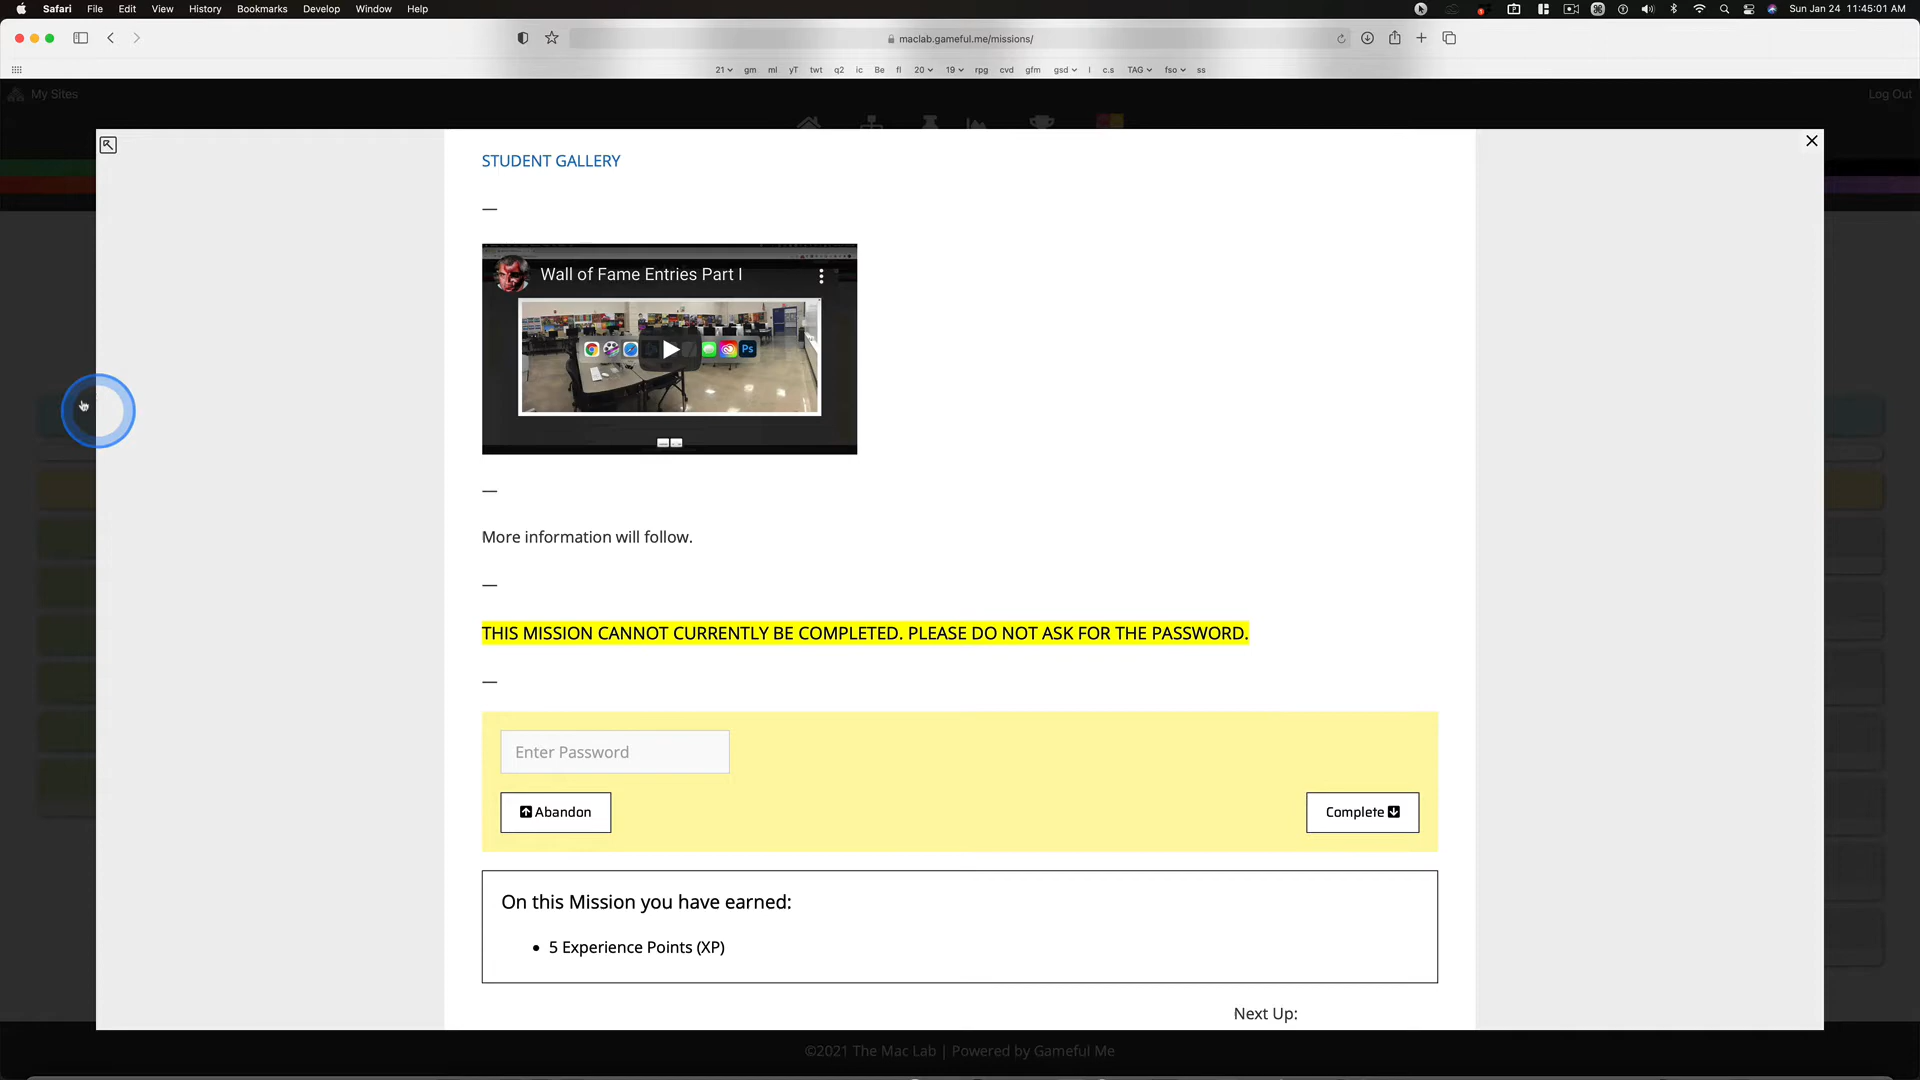 Safari File Edit View History Bookmarks Develop Window Help Sun Jan 24 11:45:01 AM
maclab.gameful.me/missions/
21 gm ml yT twt q2 ic Be fl 20 19 rpg cvd gfm gsd l c.s TAG fso ss
My Sites Log Out
STUDENT GALLERY
—
Wall of Fame Entries Part I
Ps
—
More information will follow.
—
THIS MISSION CANNOT CURRENTLY BE COMPLETED. PLEASE DO NOT ASK FOR THE PASSWORD.
—
Enter Password
Abandon Complete
On this Mission you have earned:
• 5 Experience Points (XP)
Next Up:
©2021 The Mac Lab | Powered by Gameful Me